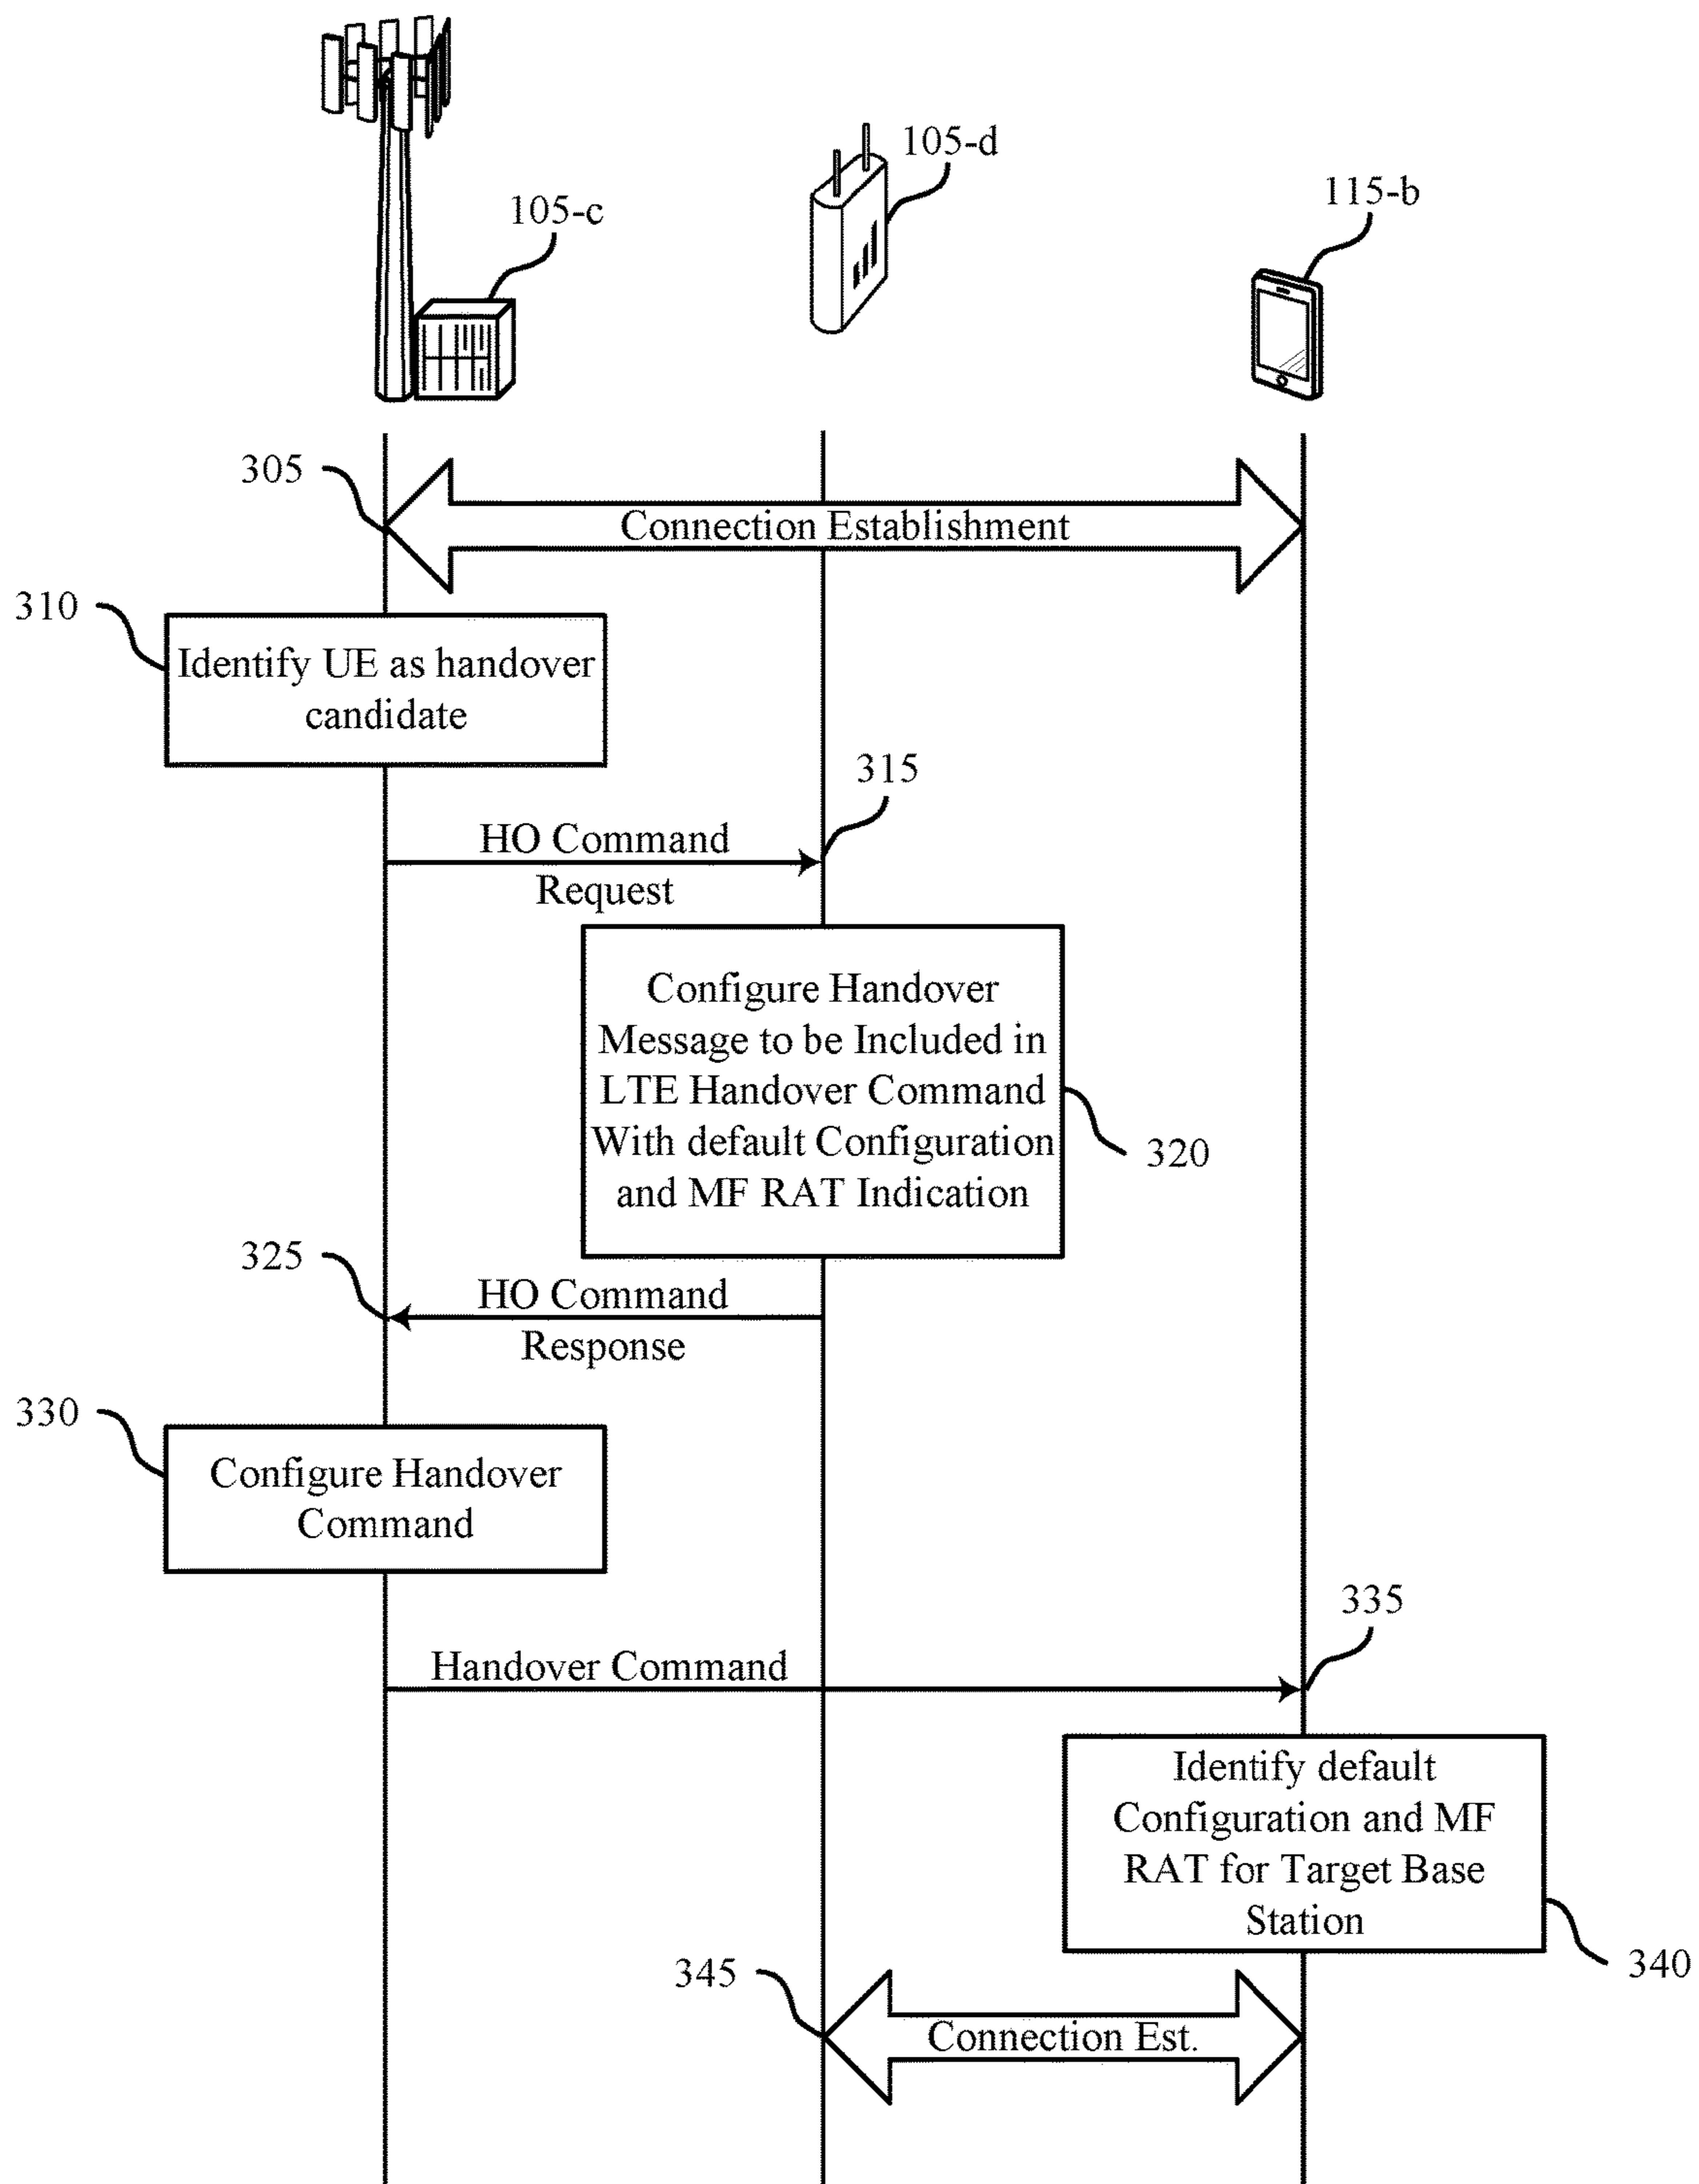 105-d
115-b
105-c
305
Connection Establishment
310
Identify UE as handover
candidate
315
HO Command
Request
Configure Handover
Message to be Included in
LTE Handover Command
With default Configuration
and MF RAT Indication
320
325
HO Command
Response
330
Configure Handover
Command
335
Handover Command
Identify default
Configuration and MF
RAT for Target Base
Station
340
345
Connection Est.